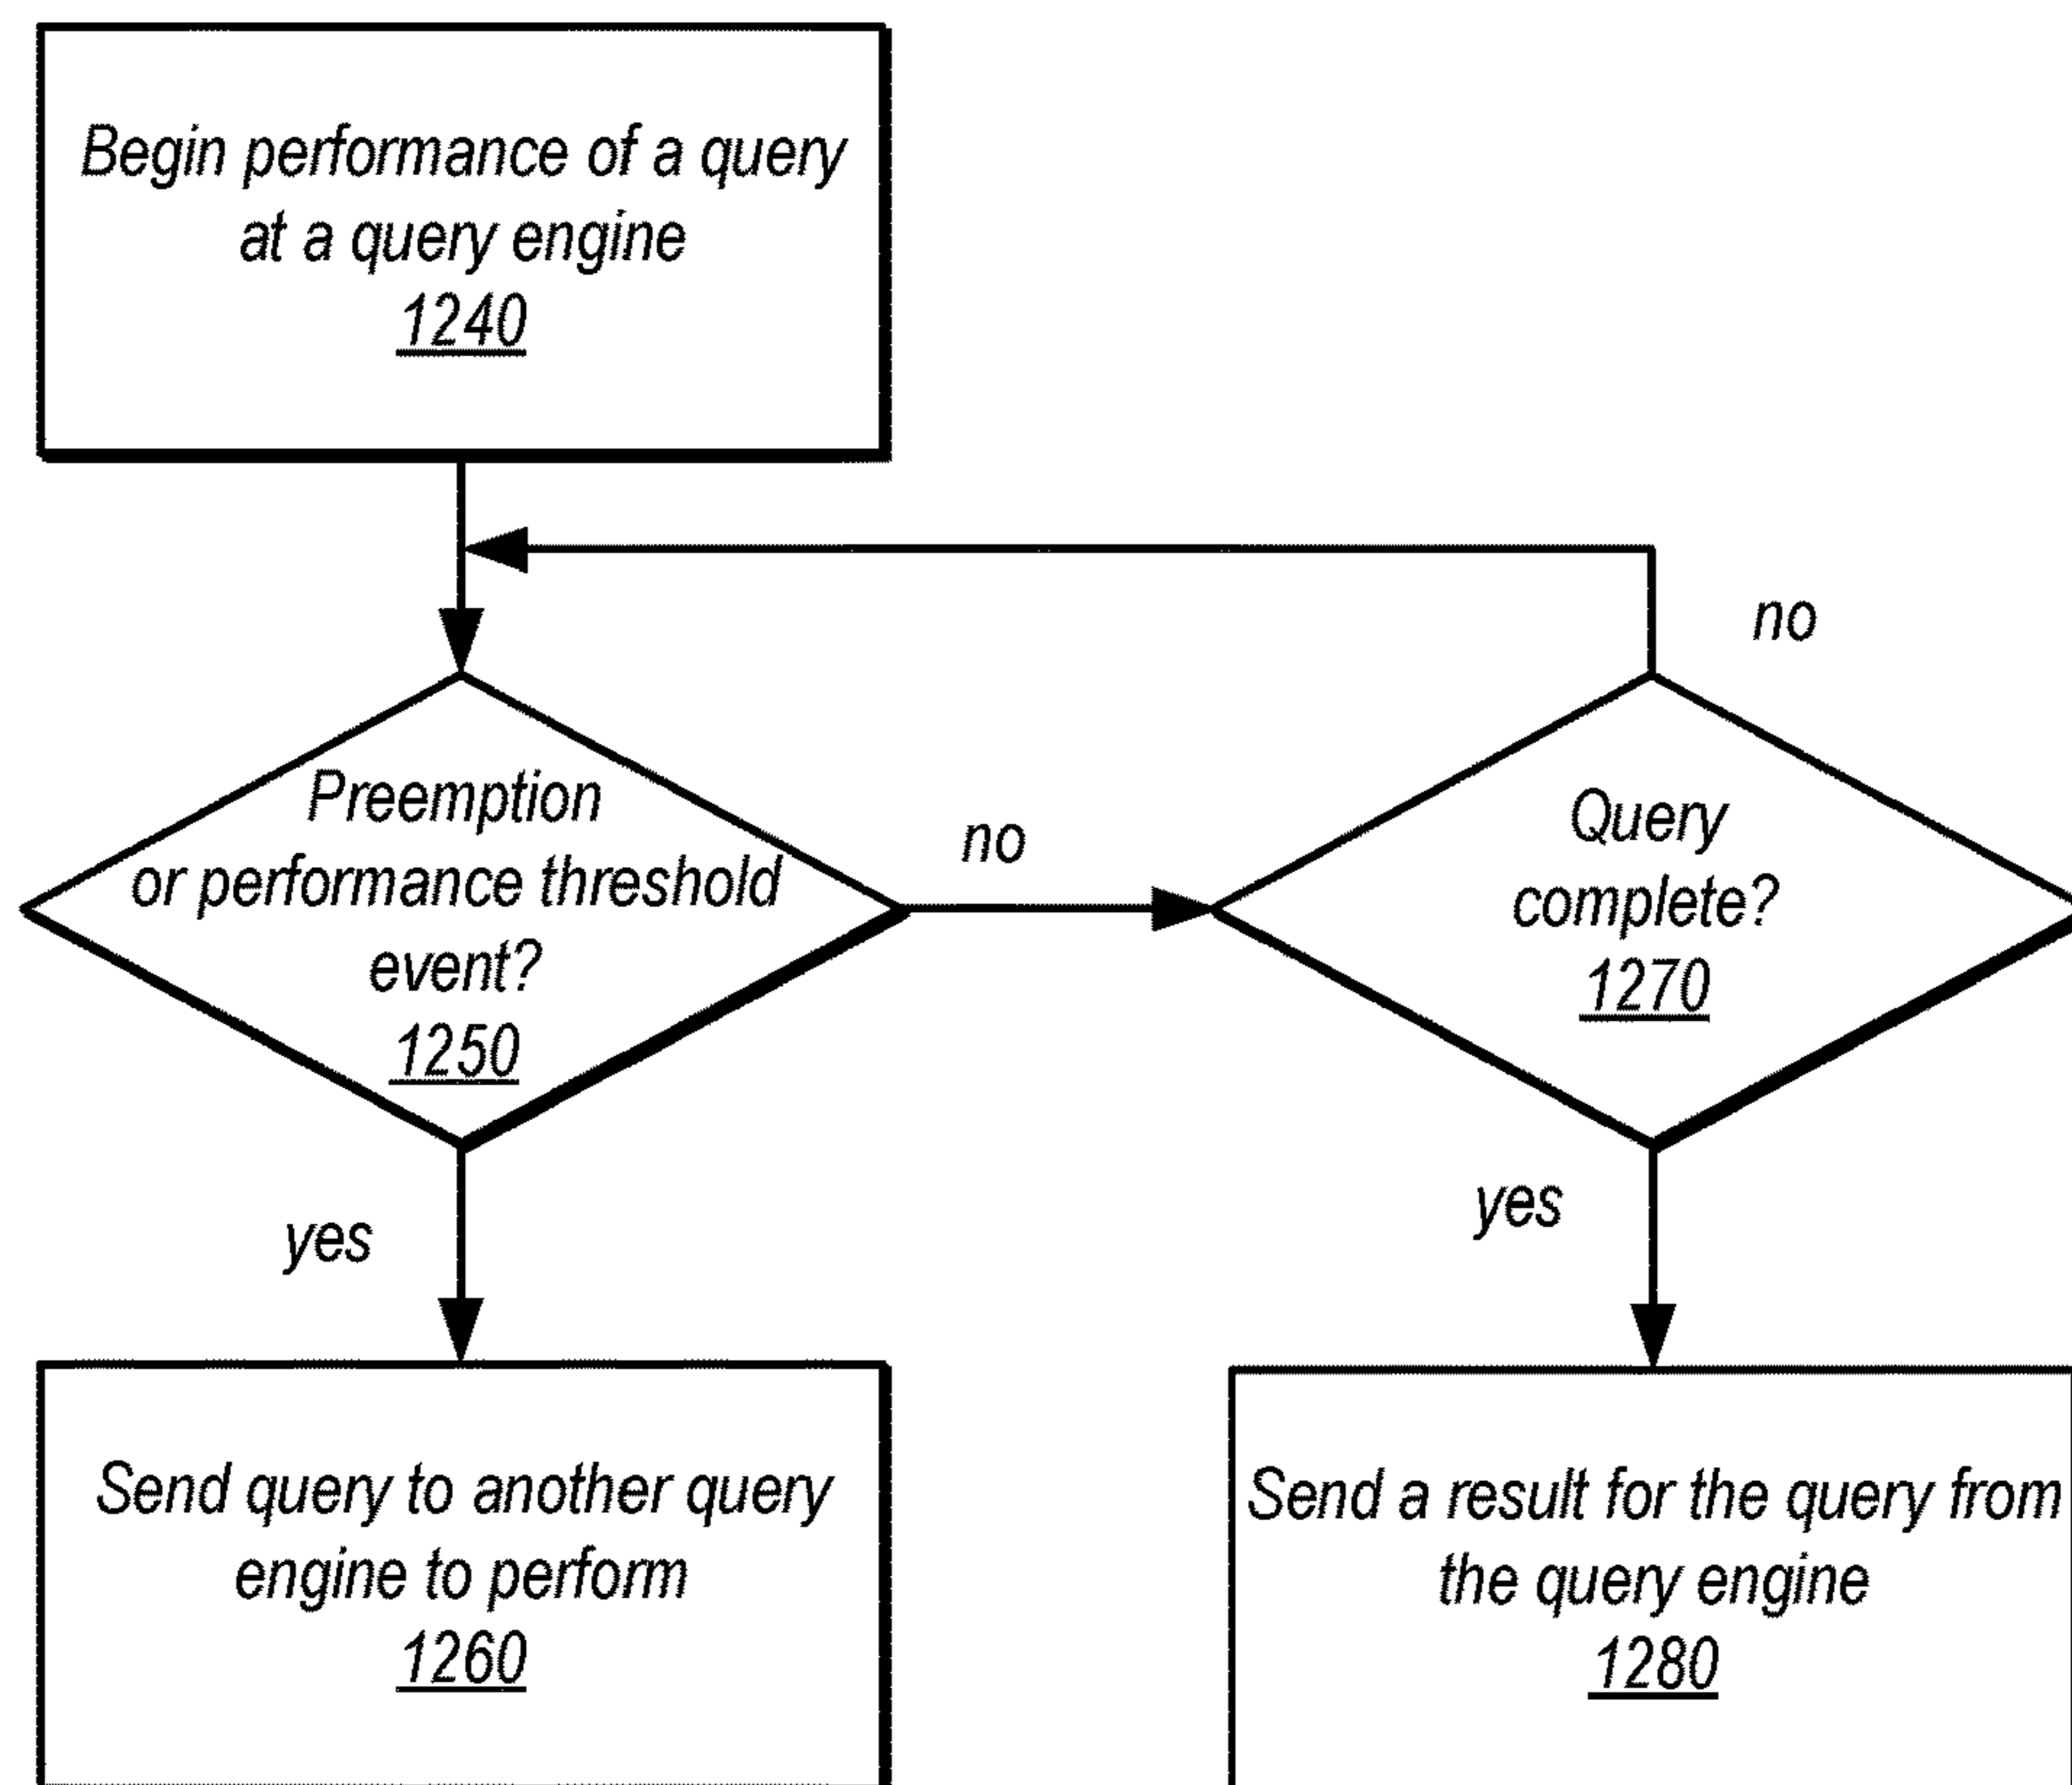 Begin performance of a query
at a query engine
1240
no
Preemption
or performance threshold
event?
1250
no
Query
complete?
1270
yes
yes
Send query to another query
engine to perform
1260
Send a result for the query from
the query engine
1280